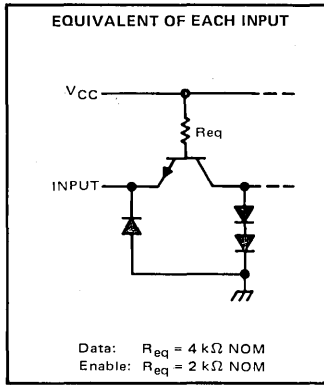 EQUIVALENT OF EACH INPUT
VCC
Req
INPUT
Data: Req = 4 kΩ NOM
Enable: Req = 2 kΩ NOM